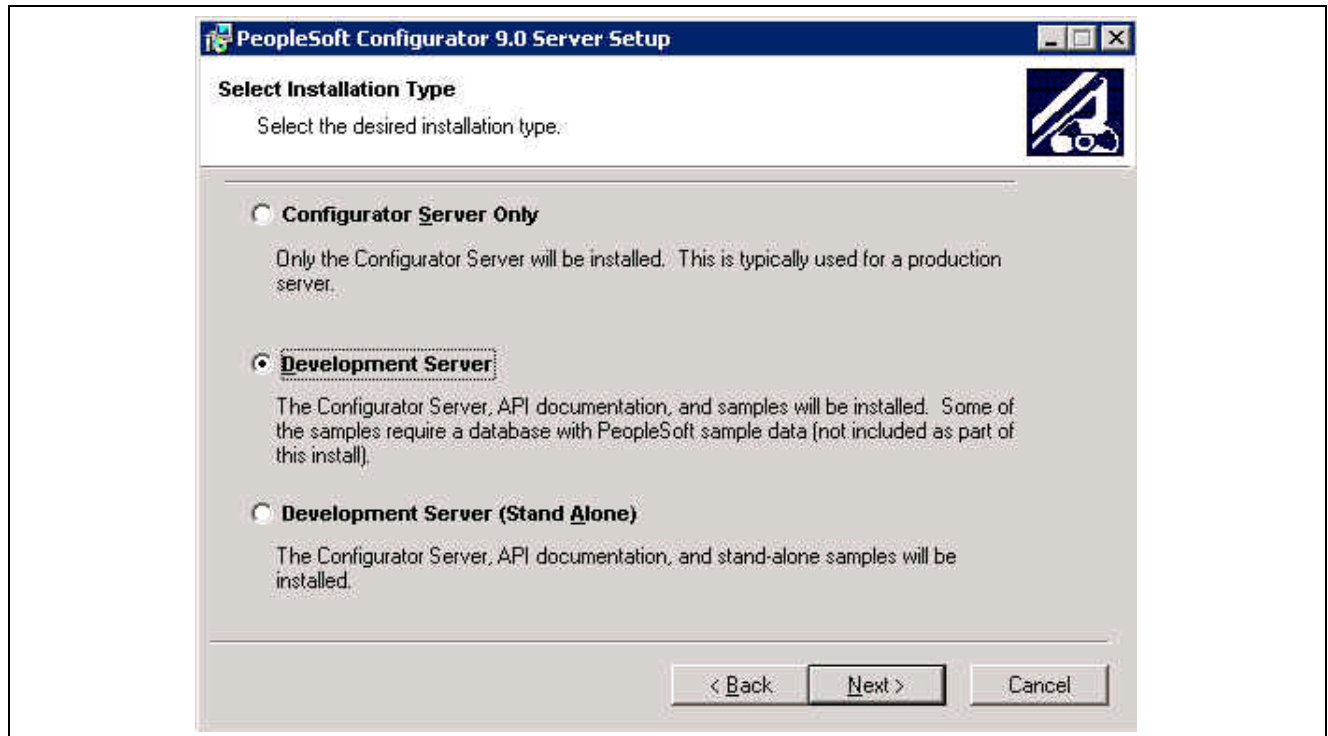 PeopleSoft Configurator 9.0 Server Setup
Select Installation Type
Select the desired installation type.
Configurator Server Only
Only the Configurator Server will be installed.  This is typically used for a production
server.
Development Server
The Configurator Server, API documentation, and samples will be installed.  Some of
the samples require a database with PeopleSoft sample data (not included as part of
this install).
Development Server (Stand Alone)
The Configurator Server, API documentation, and stand-alone samples will be
installed.
< Back
Next >
Cancel